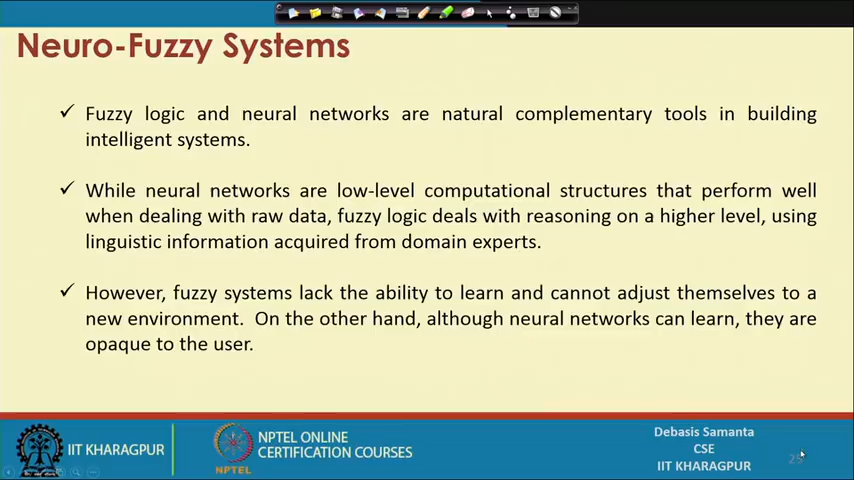 Neuro-Fuzzy Systems
✓ Fuzzy logic and neural networks are natural complementary tools in building
intelligent systems.
✓ While neural networks are low-level computational structures that perform well
when dealing with raw data, fuzzy logic deals with reasoning on a higher level, using
linguistic information acquired from domain experts.
✓ However, fuzzy systems lack the ability to learn and cannot adjust themselves to a
new environment. On the other hand, although neural networks can learn, they are
opaque to the user.
IIT KHARAGPUR
NPTEL
NPTEL ONLINE
CERTIFICATION COURSES
Debasis Samanta
CSE
IIT KHARAGPUR